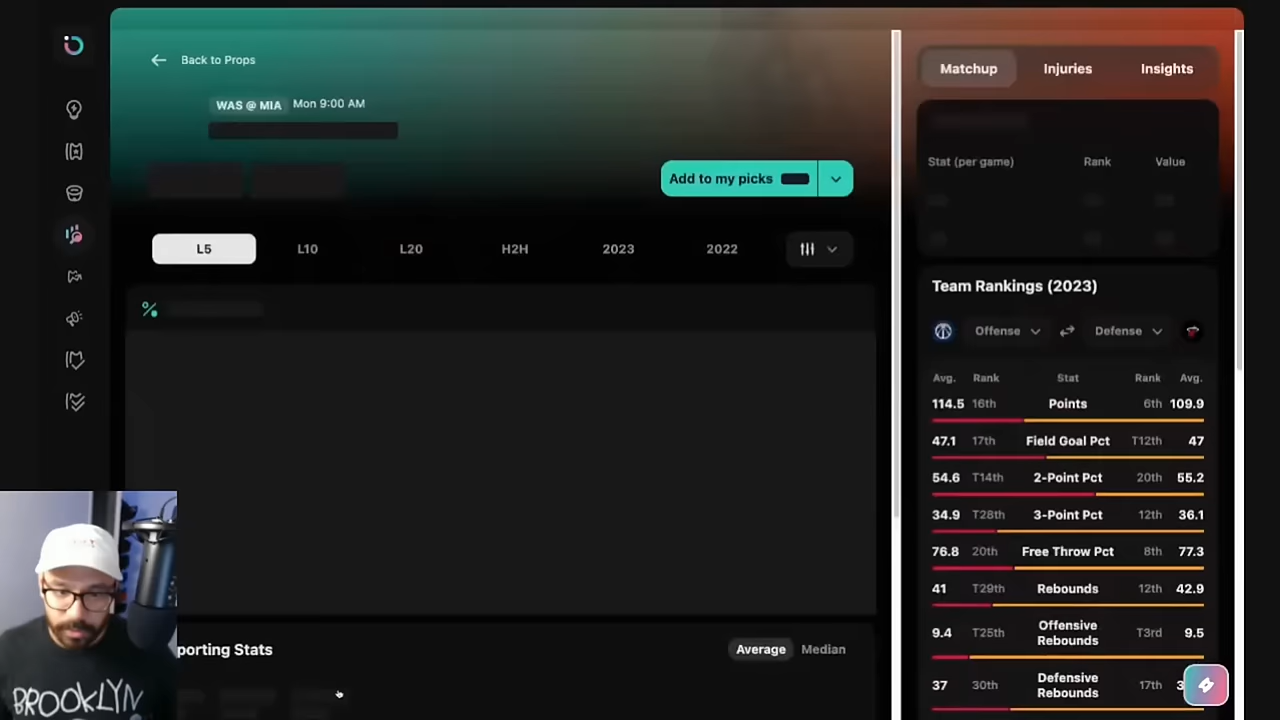 Back to Props
WAS @ MIA Mon 9:00 AM
Add to my picks
L5 L10 L20 H2H 2023 2022
porting Stats
Average Median
BROOKLYN
Matchup Injuries Insights
Stat (per game) Rank Value
Team Rankings (2023)
Offense Defense
Avg. Rank Stat Rank Avg.
114.5 16th Points 6th 109.9
47.1 17th Field Goal Pct T12th 47
54.6 T14th 2-Point Pct 20th 55.2
34.9 T28th 3-Point Pct 12th 36.1
76.8 20th Free Throw Pct 8th 77.3
41 T29th Rebounds 12th 42.9
9.4 T25th Offensive Rebounds T3rd 9.5
37 30th Defensive Rebounds 17th